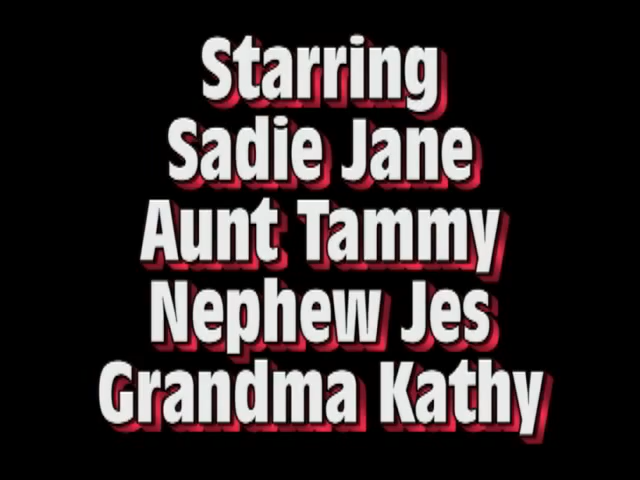 Starring
Sadie Jane
Aunt Tammy
Nephew Jes
Grandma Kathy